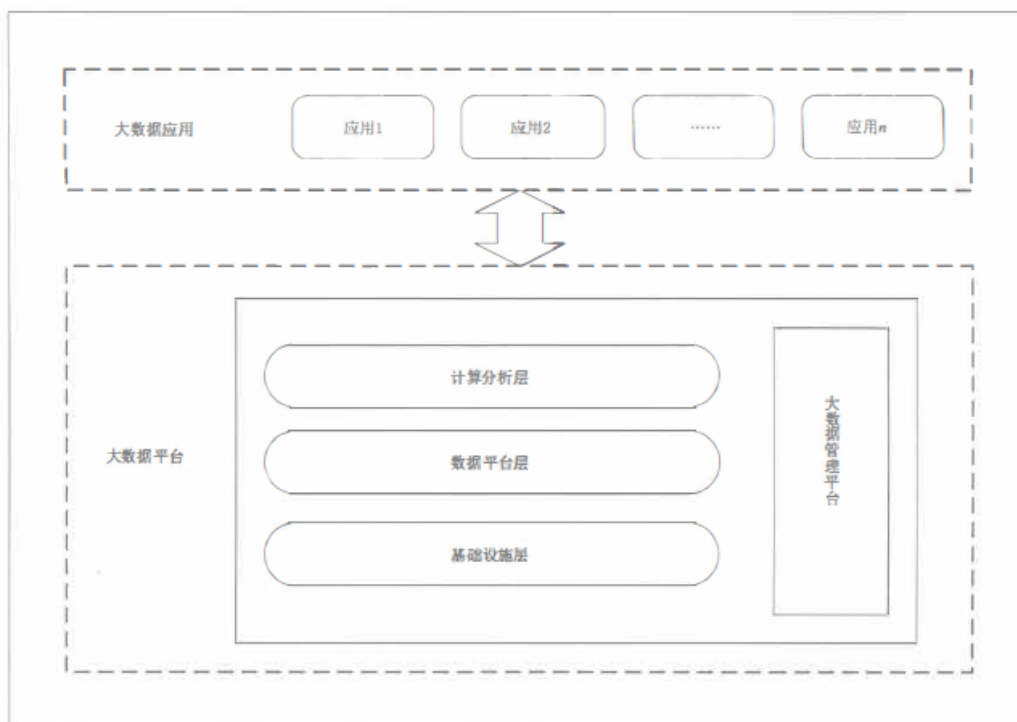 大数据应用
应用1
应用2
……
应用n
计算分析层
大数据平台
数据平台层
基础设施层
大数据管理平台